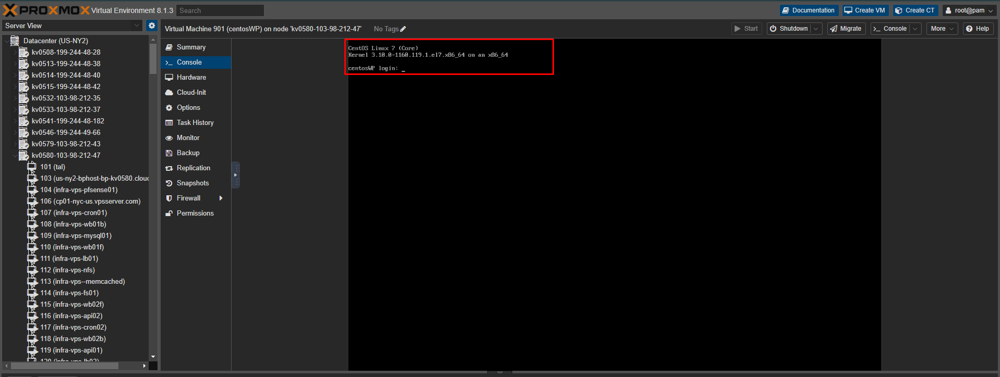 PROXMOX Virtual Environment 8.1.3 Search Documentation Create VM Create CT root@pam
Server View
Virtual Machine 901 (centosWP) on node 'kv0580-103-98-212-47' No Tags Start Shutdown Migrate >_ Console More Help
Datacenter (US-NY2)
kv0508-199-244-48-28
kv0513-199-244-48-38
kv0514-199-244-48-40
kv0515-199-244-48-42
kv0532-103-98-212-35
kv0533-103-98-212-37
kv0541-199-244-48-182
kv0546-199-244-49-66
kv0579-103-98-212-43
kv0580-103-98-212-47
101 (tal)
103 (us-ny2-bphost-bp-kv0580.cloud
104 (infra-vps-pfsense01)
106 (cp01-nyc-us.vpsserver.com)
107 (infra-vps-cron01)
108 (infra-vps-wb01b)
109 (infra-vps-mysql01)
110 (infra-vps-wb01f)
111 (infra-vps-lb01)
112 (infra-vps-nfs)
113 (infra-vps--memcached)
114 (infra-vps-fs01)
115 (infra-vps-wb02f)
116 (infra-vps-api02)
117 (infra-vps-cron02)
118 (infra-vps-wb02b)
119 (infra-vps-api01)
120 (infra-vps-lb02)
Summary
>_ Console
Hardware
Cloud-Init
Options
Task History
Monitor
Backup
Replication
Snapshots
Firewall
Permissions
CentOS Linux 7 (Core)
Kernel 3.10.0-1160.119.1.el7.x86_64 on an x86_64
centosWP login: _